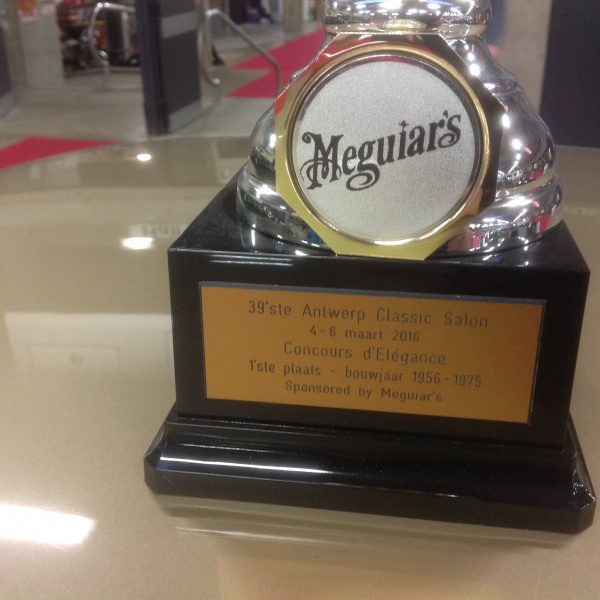 Meguiar's
39'ste Antwerp Classic Salon
4-6 maart 2016
Concours d'Elégance
1'ste plaats - bouwjaar 1956-1975
Sponsored by Meguiar's